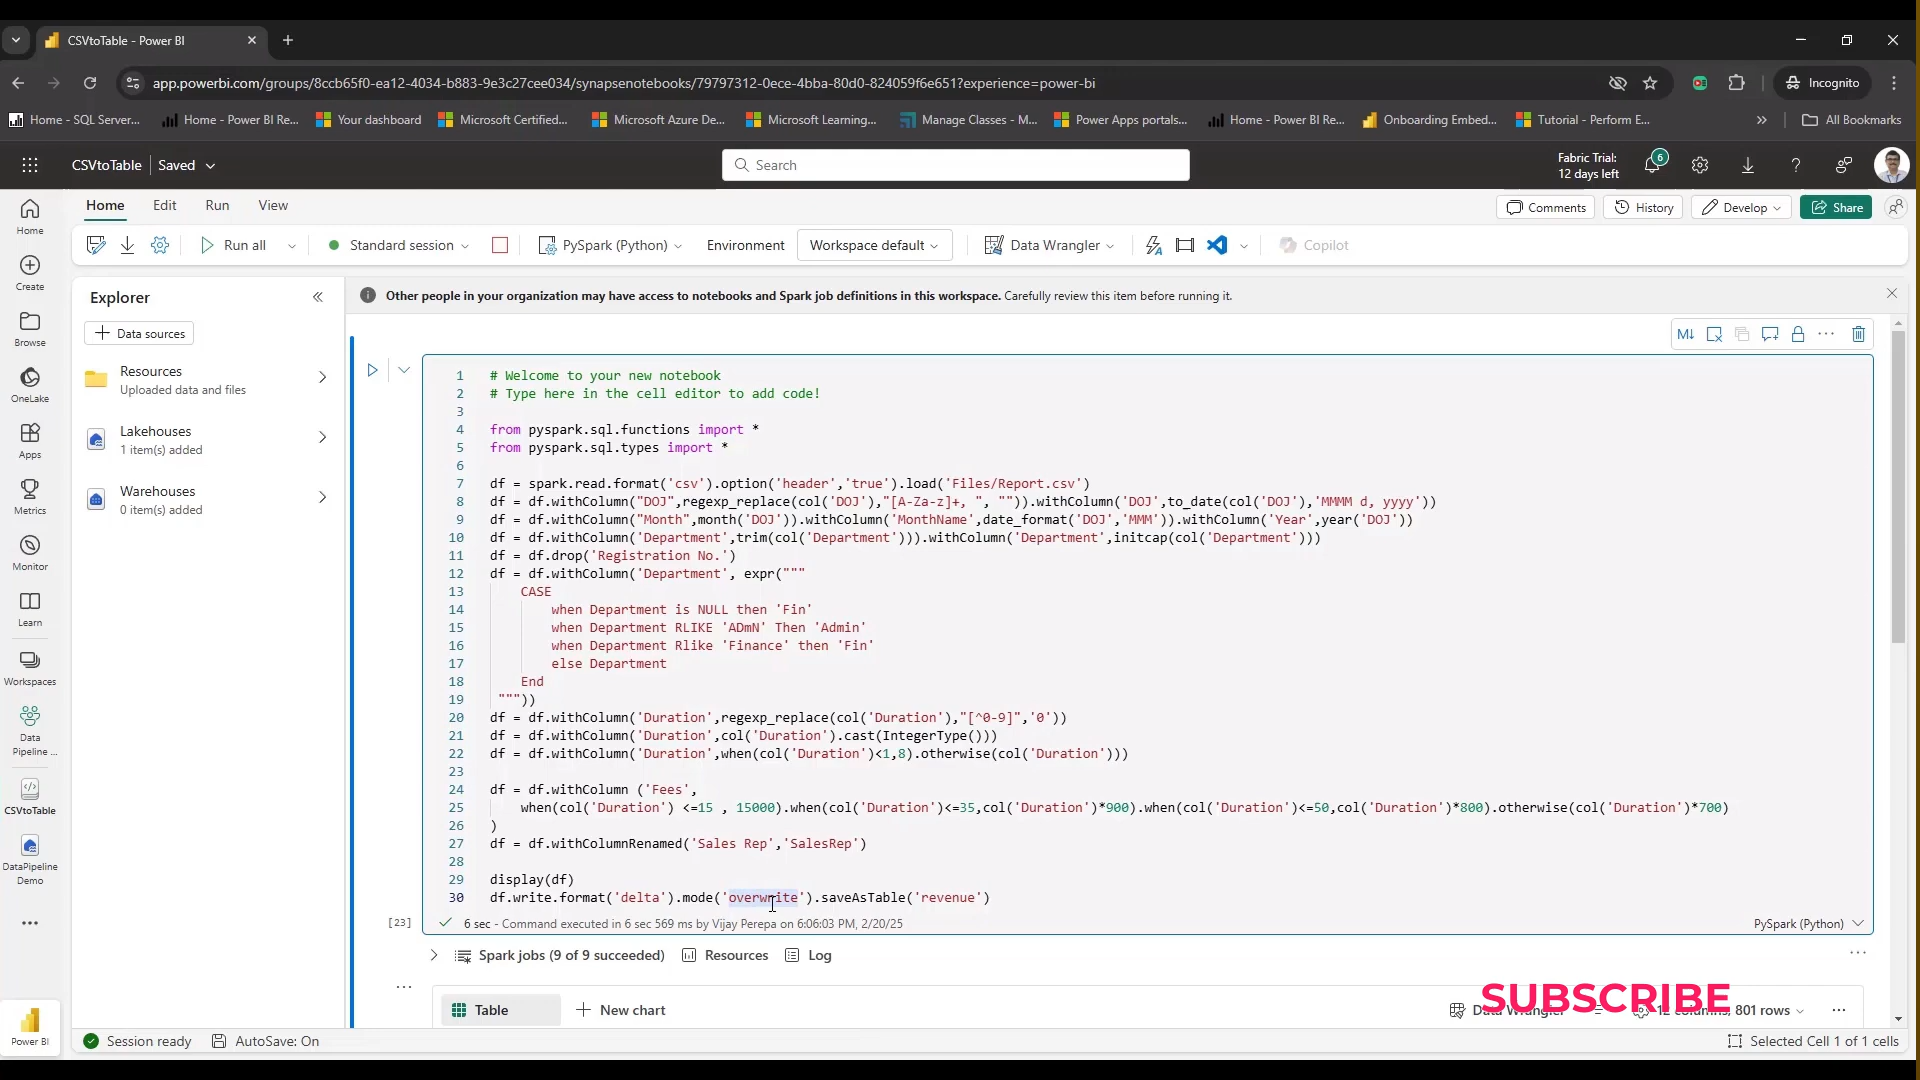 CSVtoTable - Power BI
app.powerbi.com/groups/8ccb65f0-ea12-4034-b883-9e3c27cee034/synapsenotebooks/79797312-0ece-4bba-80d0-824059f6e651?experience=power-bi
Incognito
Home - SQL Server...
Home - Power BI Re...
Your dashboard
Microsoft Certified...
Microsoft Azure De...
Microsoft Learning...
Manage Classes - M...
Power Apps portals...
Home - Power BI Re...
Onboarding Embed...
Tutorial - Perform E...
All Bookmarks
CSVtoTable
Saved
Search
Fabric Trial:
12 days left
6
Home
Edit
Run
View
Comments
History
Develop
Share
Run all
Standard session
PySpark (Python)
Environment
Workspace default
Data Wrangler
Copilot
Home
Create
Browse
OneLake
Apps
Metrics
Monitor
Learn
Workspaces
Data
Pipeline ...
CSVtoTable
DataPipeline
Demo
Power BI
Explorer
Data sources
Resources
Uploaded data and files
Lakehouses
1 item(s) added
Warehouses
0 item(s) added
Other people in your organization may have access to notebooks and Spark job definitions in this workspace. Carefully review this item before running it.
M↓
1 # Welcome to your new notebook
2 # Type here in the cell editor to add code!
3
4 from pyspark.sql.functions import *
5 from pyspark.sql.types import *
6
7 df = spark.read.format('csv').option('header','true').load('Files/Report.csv')
8 df = df.withColumn("DOJ",regexp_replace(col('DOJ'),"[A-Za-z]+, ", "")).withColumn('DOJ',to_date(col('DOJ'),'MMMM d, yyyy'))
9 df = df.withColumn("Month",month('DOJ')).withColumn('MonthName',date_format('DOJ','MMM')).withColumn('Year',year('DOJ'))
10 df = df.withColumn('Department',trim(col('Department'))).withColumn('Department',initcap(col('Department')))
11 df = df.drop('Registration No.')
12 df = df.withColumn('Department', expr("""
13 CASE
14 when Department is NULL then 'Fin'
15 when Department RLIKE 'ADmN' Then 'Admin'
16 when Department Rlike 'Finance' then 'Fin'
17 else Department
18 End
19 """))
20 df = df.withColumn('Duration',regexp_replace(col('Duration'),"[^0-9]",'0'))
21 df = df.withColumn('Duration',col('Duration').cast(IntegerType()))
22 df = df.withColumn('Duration',when(col('Duration')<1,8).otherwise(col('Duration')))
23
24 df = df.withColumn ('Fees',
25 when(col('Duration') <=15 , 15000).when(col('Duration')<=35,col('Duration')*900).when(col('Duration')<=50,col('Duration')*800).otherwise(col('Duration')*700)
26 )
27 df = df.withColumnRenamed('Sales Rep','SalesRep')
28
29 display(df)
30 df.write.format('delta').mode('overwrite').saveAsTable('revenue')
[23]
6 sec - Command executed in 6 sec 569 ms by Vijay Perepa on 6:06:03 PM, 2/20/25
PySpark (Python)
Spark jobs (9 of 9 succeeded)
Resources
Log
Table
New chart
Data Wrangler
12 columns, 801 rows
SUBSCRIBE
Session ready
AutoSave: On
Selected Cell 1 of 1 cells